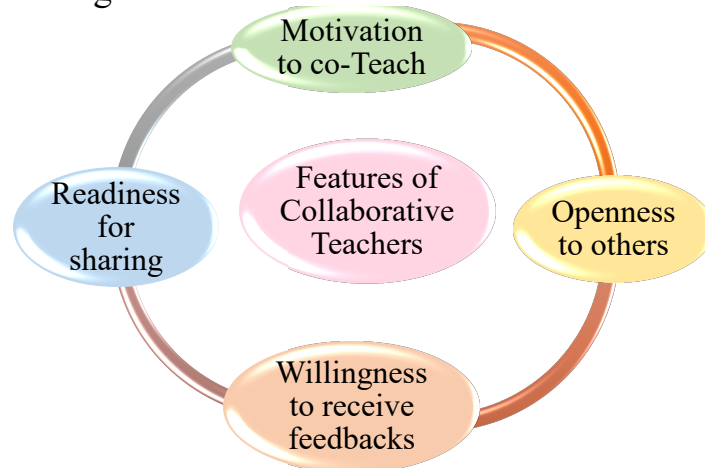 Motivation
to co-Teach
Readiness
for
sharing
Features of
Collaborative
Teachers
Openness
to others
Willingness
to receive
feedbacks